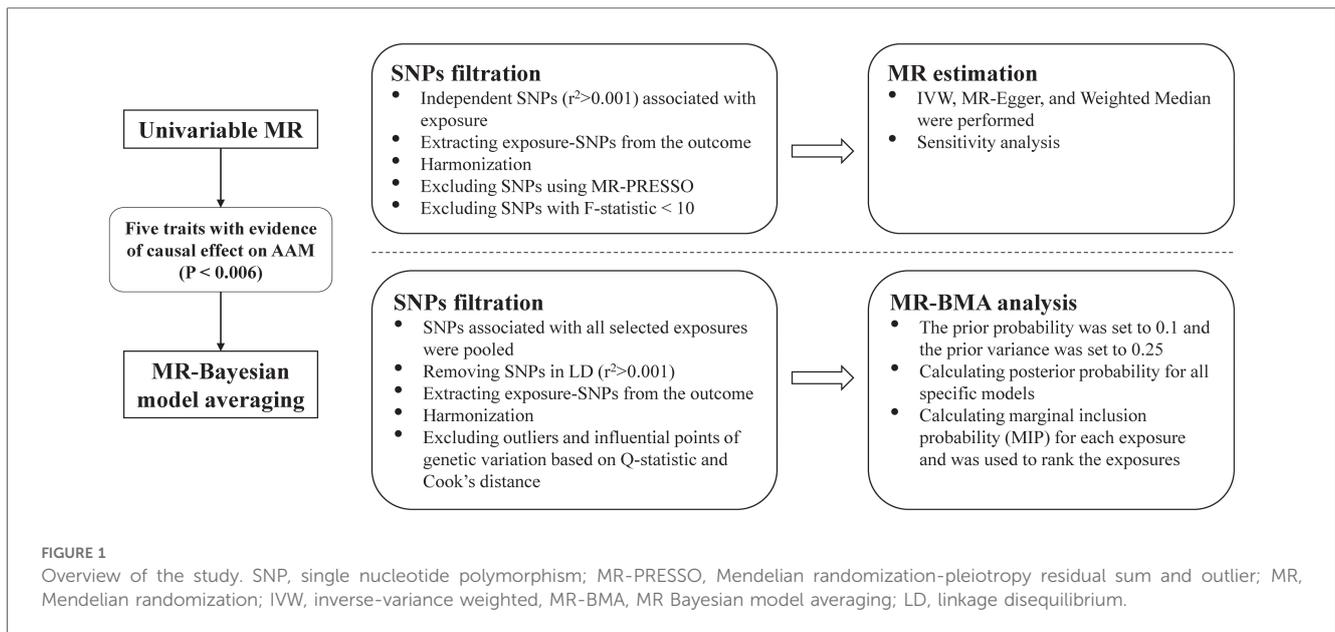 Univariable MR
Five traits with evidence
of causal effect on AAM
(P < 0.006)
MR-Bayesian
model averaging
SNPs filtration
• Independent SNPs (r²>0.001) associated with
exposure
• Extracting exposure-SNPs from the outcome
• Harmonization
• Excluding SNPs using MR-PRESSO
• Excluding SNPs with F-statistic < 10
MR estimation
• IVW, MR-Egger, and Weighted Median
were performed
• Sensitivity analysis
SNPs filtration
• SNPs associated with all selected exposures
were pooled
• Removing SNPs in LD (r²>0.001)
• Extracting exposure-SNPs from the outcome
• Harmonization
• Excluding outliers and influential points of
genetic variation based on Q-statistic and
Cook's distance
MR-BMA analysis
• The prior probability was set to 0.1 and
the prior variance was set to 0.25
• Calculating posterior probability for all
specific models
• Calculating marginal inclusion
probability (MIP) for each exposure
and was used to rank the exposures
FIGURE 1
Overview of the study. SNP, single nucleotide polymorphism; MR-PRESSO, Mendelian randomization-pleiotropy residual sum and outlier; MR,
Mendelian randomization; IVW, inverse-variance weighted, MR-BMA, MR Bayesian model averaging; LD, linkage disequilibrium.